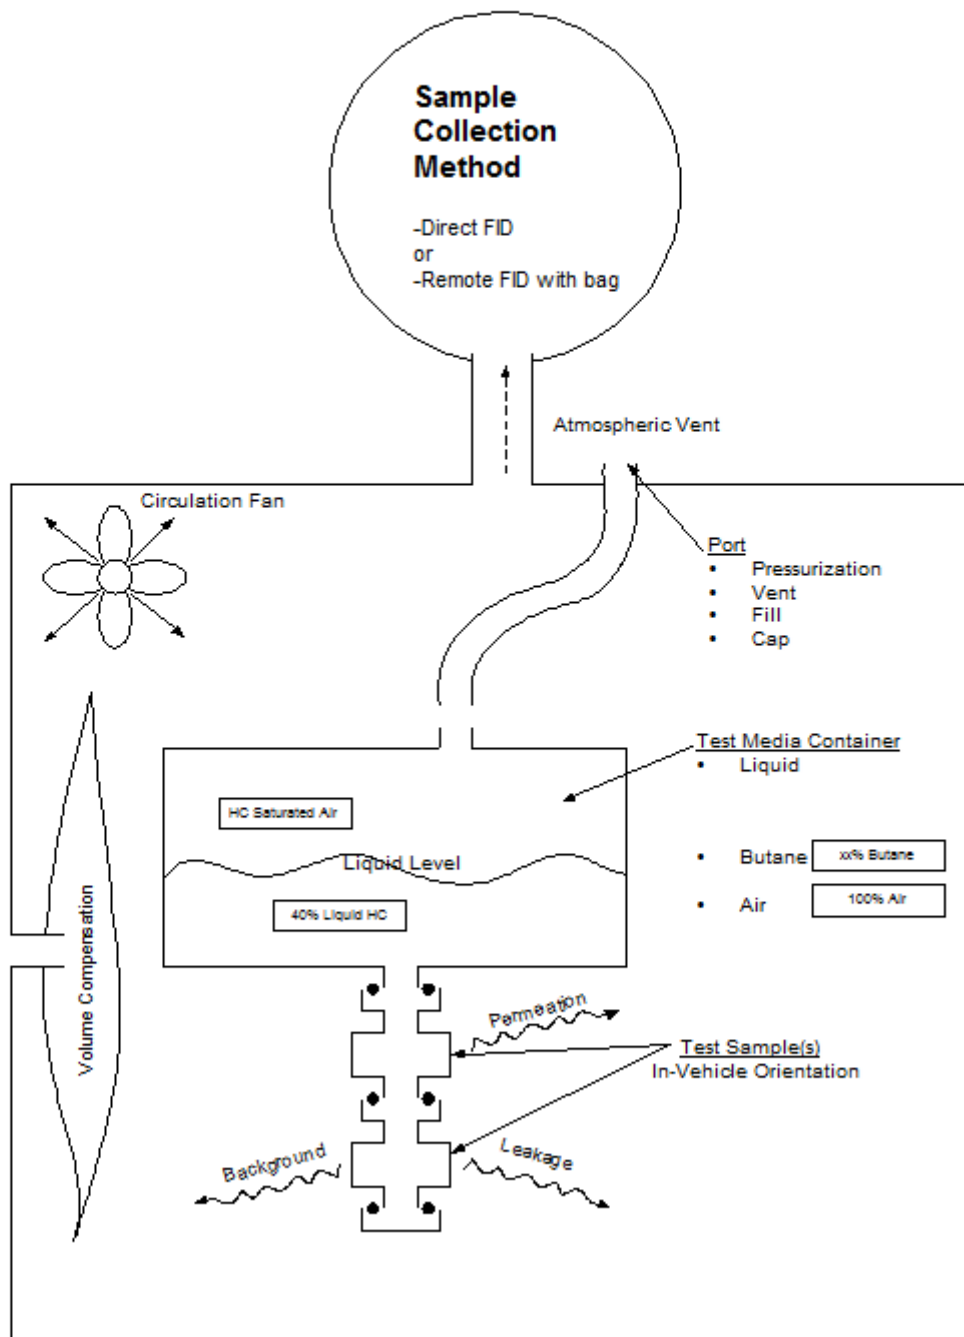 Sample
Collection
Method
-Direct FID
or
-Remote FID with bag
Atmospheric Vent
Circulation Fan
Port
• Pressurization
• Vent
• Fill
• Cap
Test Media Container
• Liquid
HC Saturated Air
Liquid Level
• Butane
xx% Butane
40% Liquid HC
• Air
100% Air
Volume Compensation
Permeation
Test Sample(s)
In-Vehicle Orientation
Background
Leakage